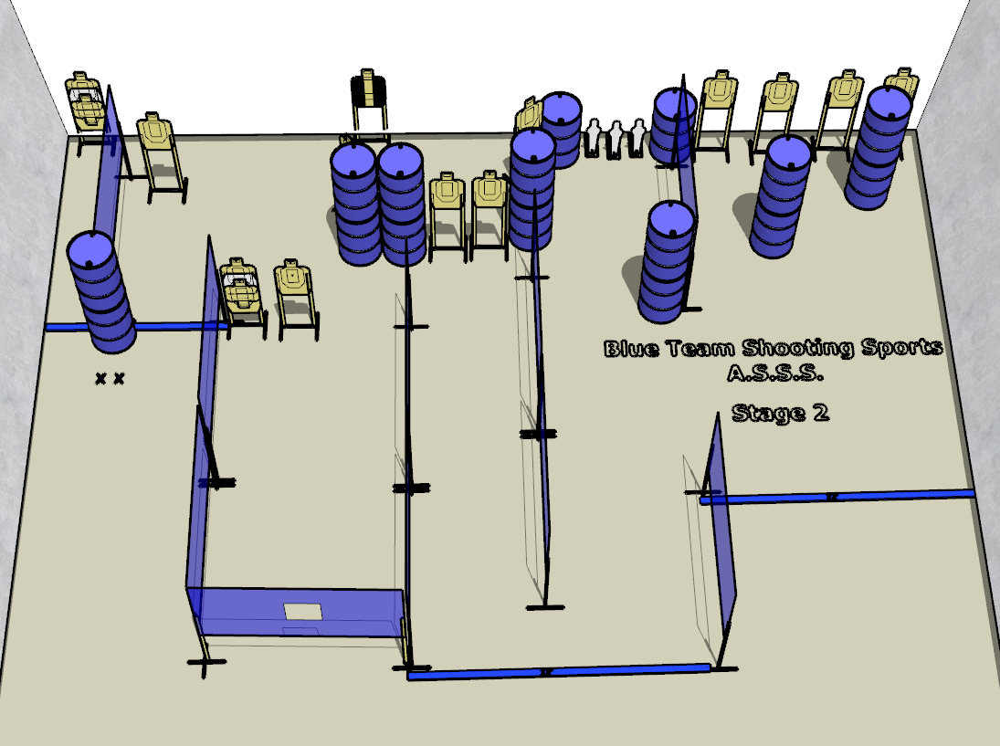 Blue Team Shooting Sports
A.S.S.S.
Stage 2
X X